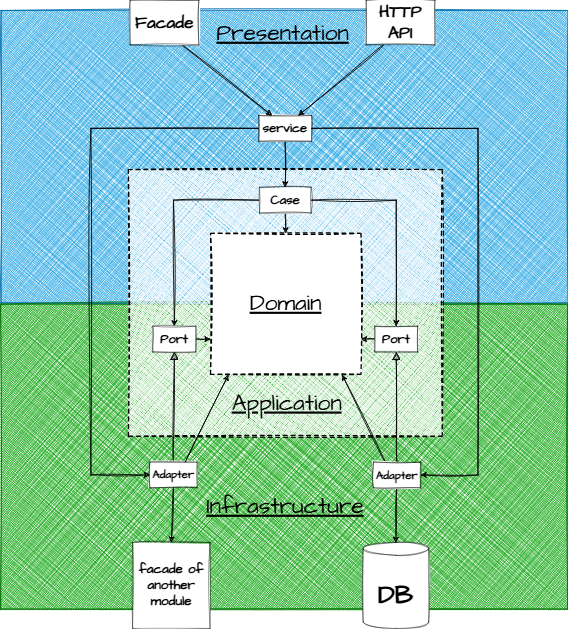 Facade
Presentation
HTTP
API
service
Case
Domain
Port
Port
Application
Adapter
Adapter
Infrastructure
facade of
another
module
DB